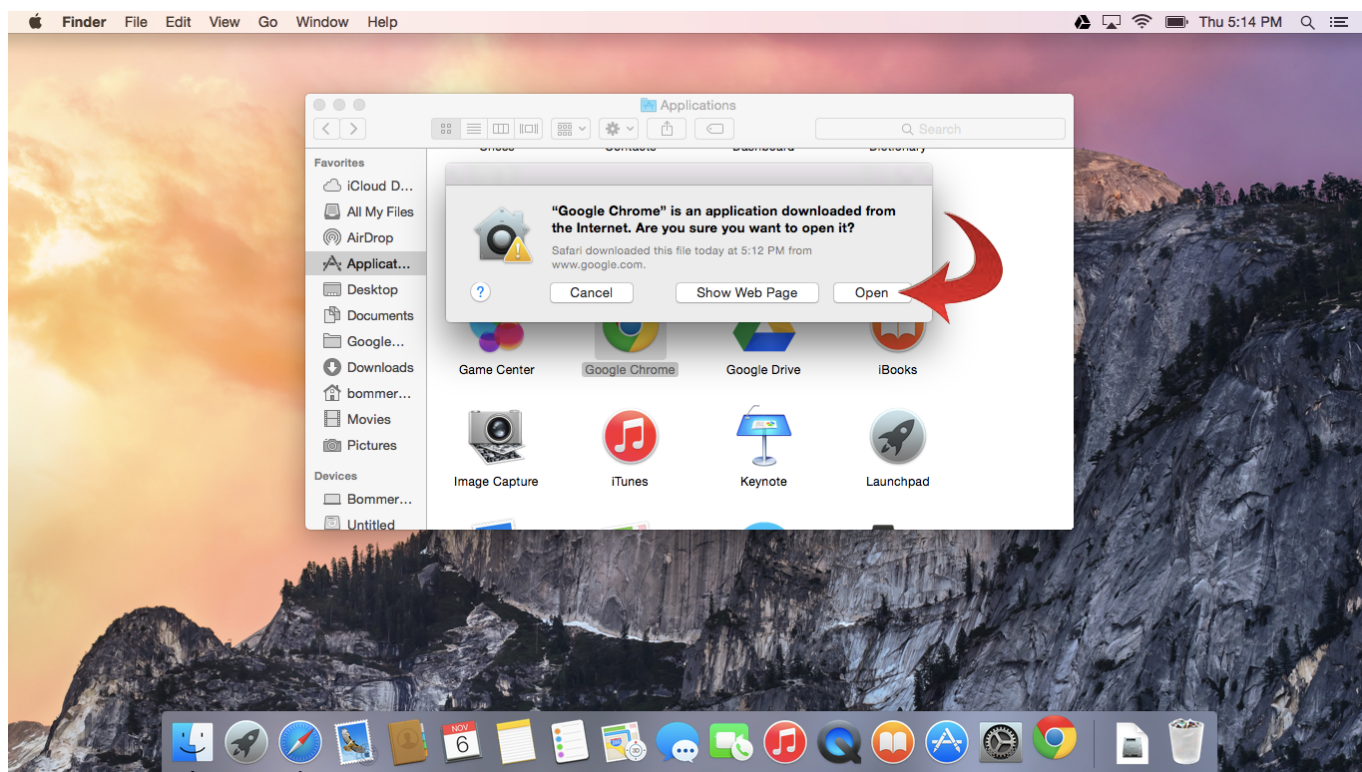 Finder File Edit View Go Window Help
Thu 5:14 PM
Applications
Search
Favorites
iCloud D...
All My Files
AirDrop
Applicat...
Desktop
Documents
Google...
Downloads
bommer...
Movies
Pictures
Devices
Bommer...
Untitled
Contacts Dashboard Dictionary
“Google Chrome” is an application downloaded from
the Internet. Are you sure you want to open it?
Safari downloaded this file today at 5:12 PM from
www.google.com.
? Cancel Show Web Page Open
Game Center Google Chrome Google Drive iBooks
Image Capture iTunes Keynote Launchpad
NOV
6